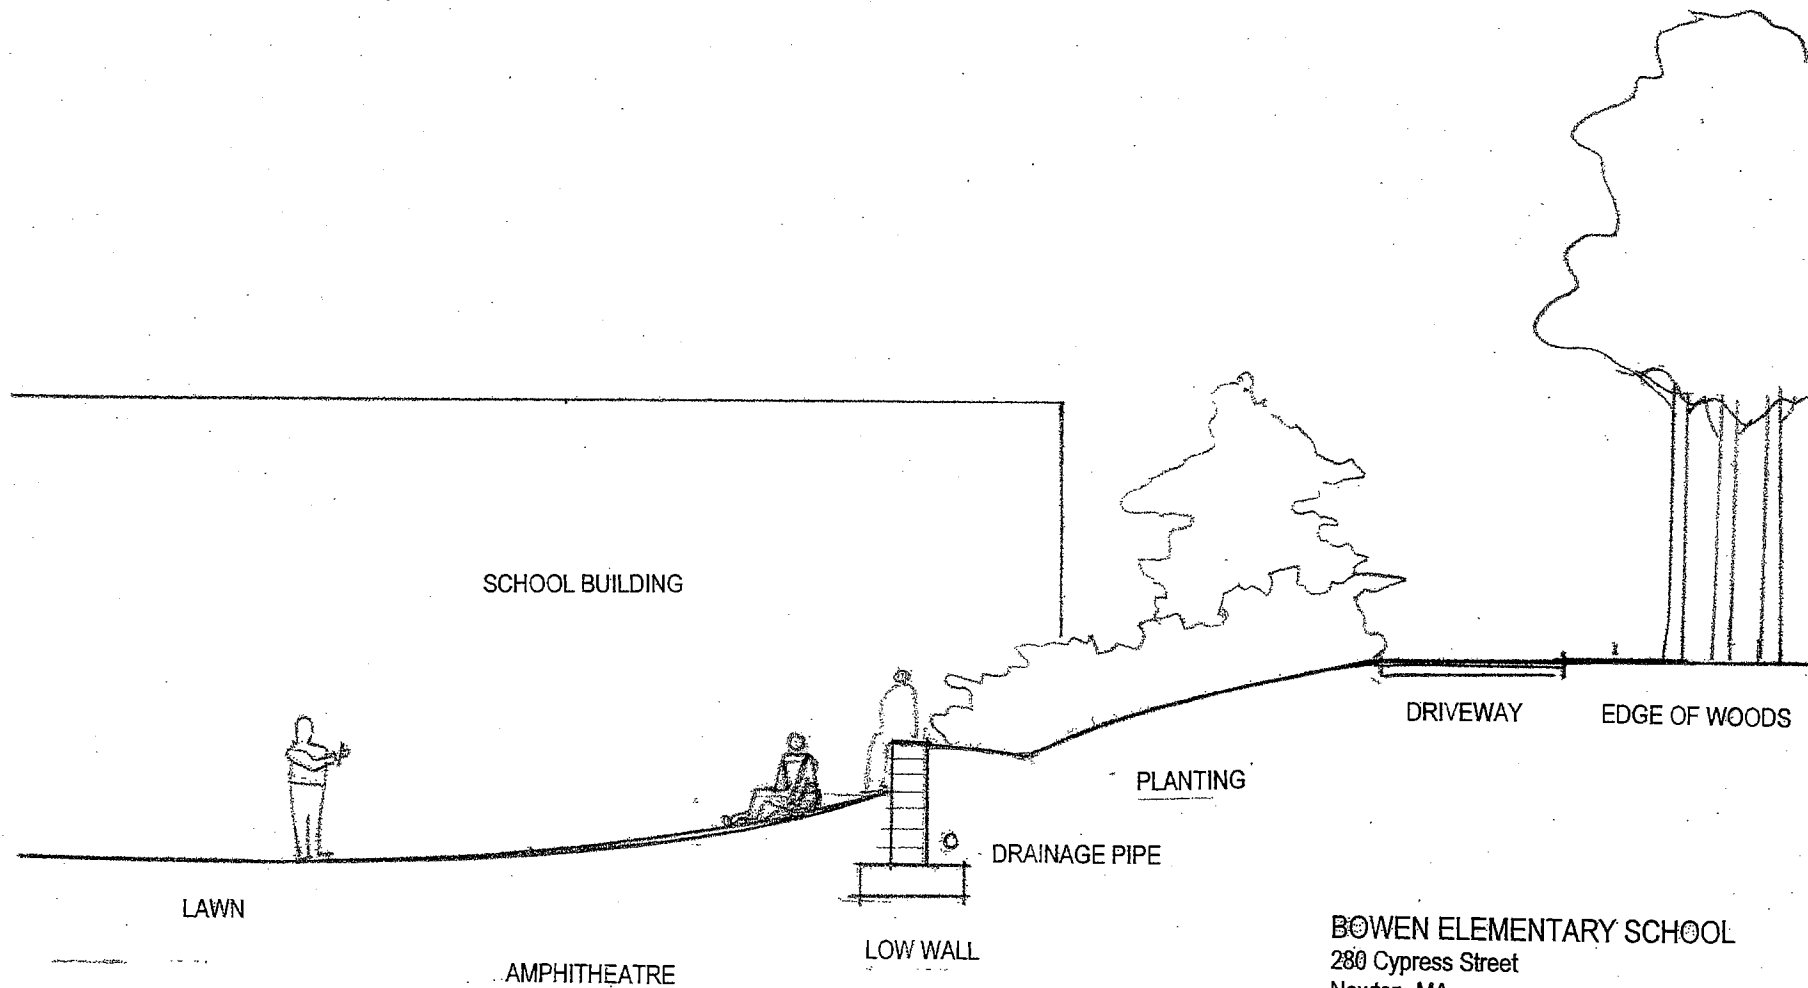 SCHOOL BUILDING
DRIVEWAY
EDGE OF WOODS
PLANTING
DRAINAGE PIPE
LAWN
LOW WALL
AMPHITHEATRE
BOWEN ELEMENTARY SCHOOL
280 Cypress Street
MA